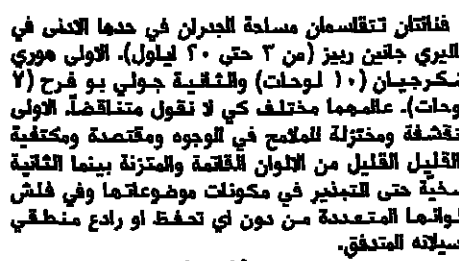 فنانتان تتقاسمان مساحة الجدران في حدها الادنى في
غاليري جانين ربيز (من ٣ حتى ٢٠ ايلول). الاولى هوري
شكرجيان (١٠ لوحات) والثانية جولي بو فرح (٧
لوحات). عالمهما مختلف كي لا نقول متناقضاً. الاولى
متقشفة ومختزلة للملامح في الوجوه ومقتصدة ومكتفية
بالقليل القليل من الالوان القاتمة والمتزنة بينما الثانية
سخية حتى التبذير في مكونات موضوعاتها وفي فلش
الوانها المتعددة من دون اي تحفظ او رادع منطقي
لسيلانه المتدفق.